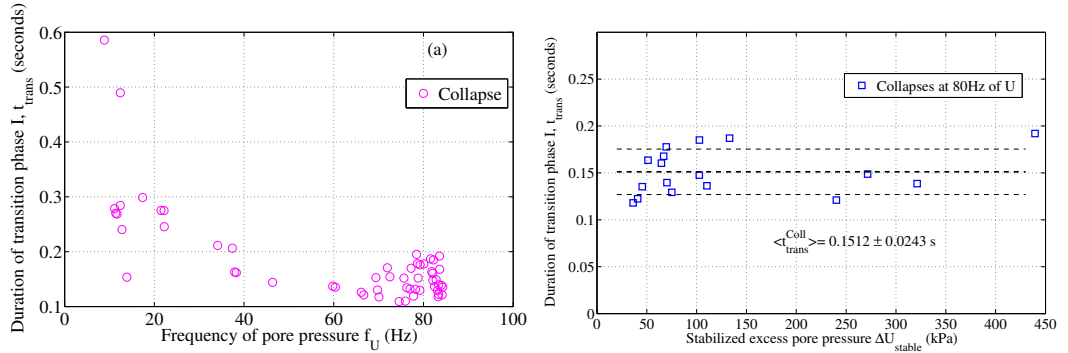 Duration of transition phase I, t_trans (seconds)
0.6
0.5
0.4
0.3
0.2
0.1
(a)
Collapse
0 20 40 60 80 100
Frequency of pore pressure f_U (Hz)
Duration of transition phase I, t_trans (seconds)
0.25
0.2
0.15
0.1
0.05
0
Collapses at 80Hz of U
<t_trans^Coll>= 0.1512 ± 0.0243 s
0 50 100 150 200 250 300 350 400 450
Stabilized excess pore pressure ΔU_stable (kPa)